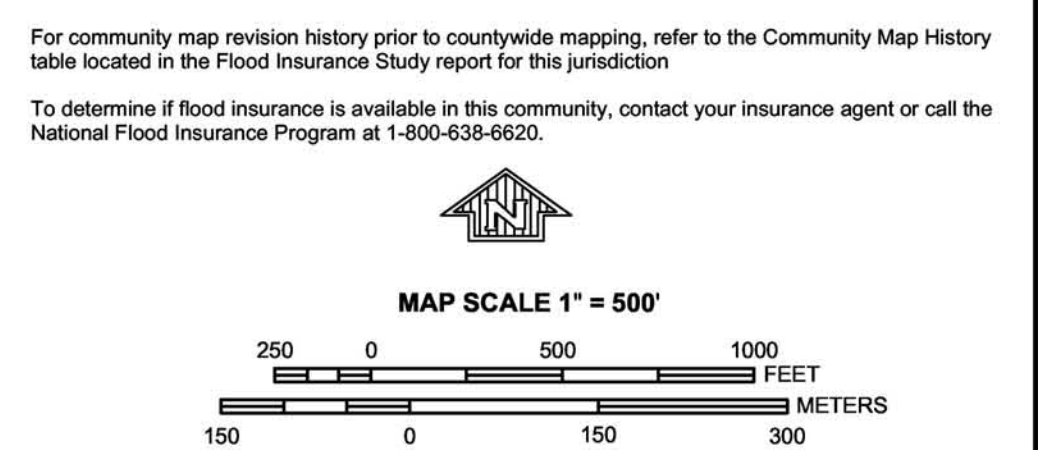 For community map revision history prior to countywide mapping, refer to the Community Map History
table located in the Flood Insurance Study report for this jurisdiction
To determine if flood insurance is available in this community, contact your insurance agent or call the
National Flood Insurance Program at 1-800-638-6620.
N
MAP SCALE 1" = 500'
250 0 500 1000
FEET
METERS
150 0 150 300